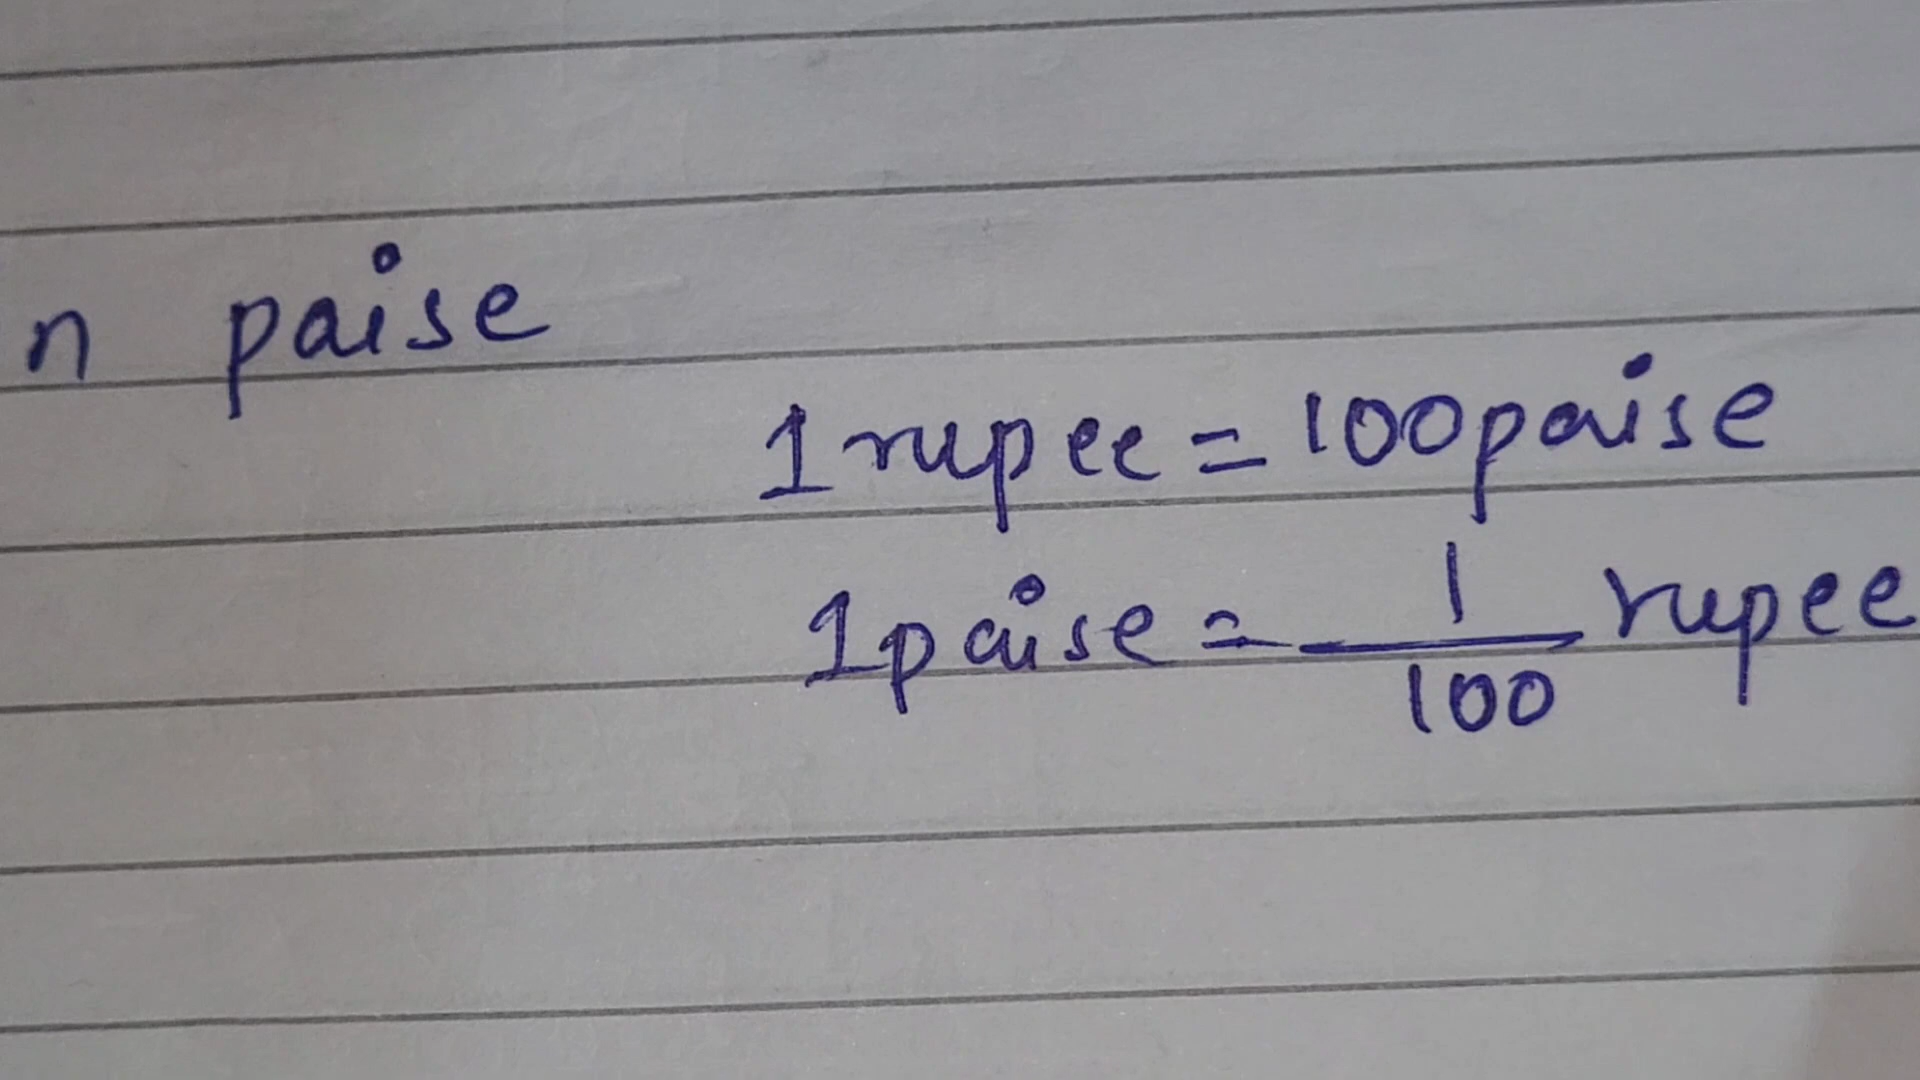 n paise
1 rupee = 100 paise
1 paise = 1/100 rupee